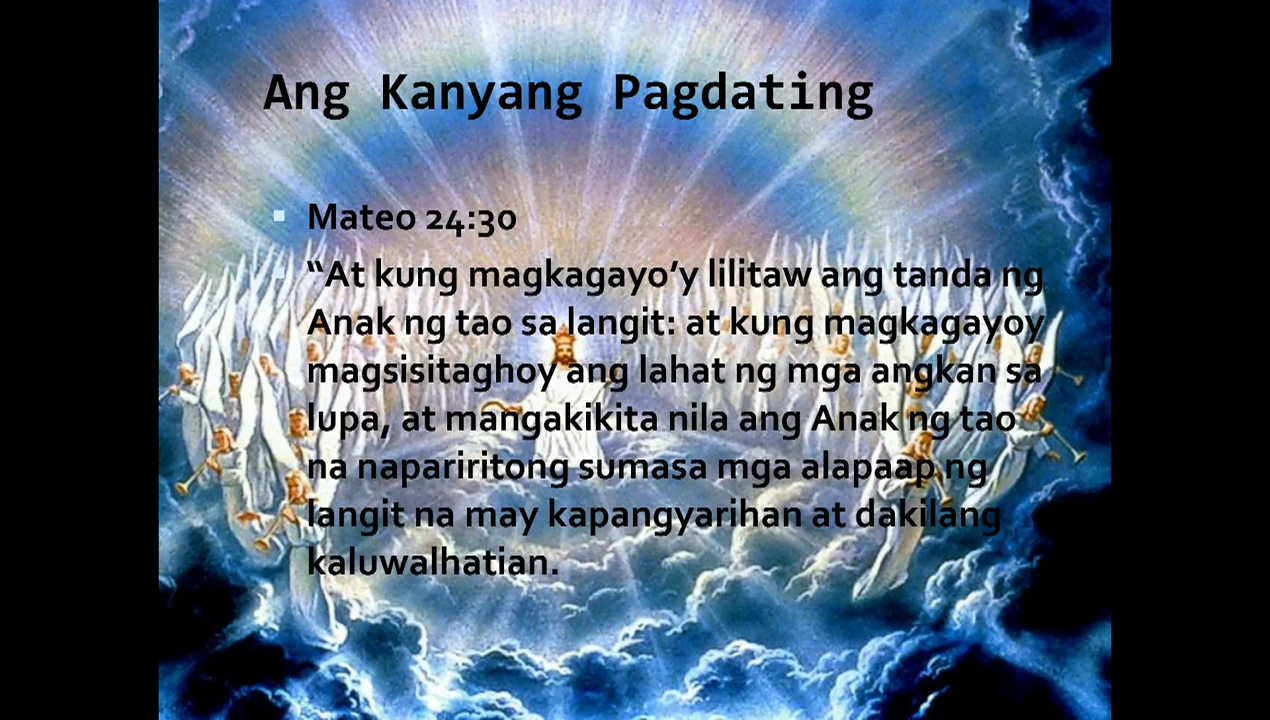 Ang Kanyang Pagdating
Mateo 24:30
“At kung magkagayo’y lilitaw ang tanda ng
Anak ng tao sa langit: at kung magkagayoy
magsisitaghoy ang lahat ng mga angkan sa
lupa, at mangakikita nila ang Anak ng tao
na napariritong sumasa mga alapaap ng
langit na may kapangyarihan at dakilang
kaluwalhatian.